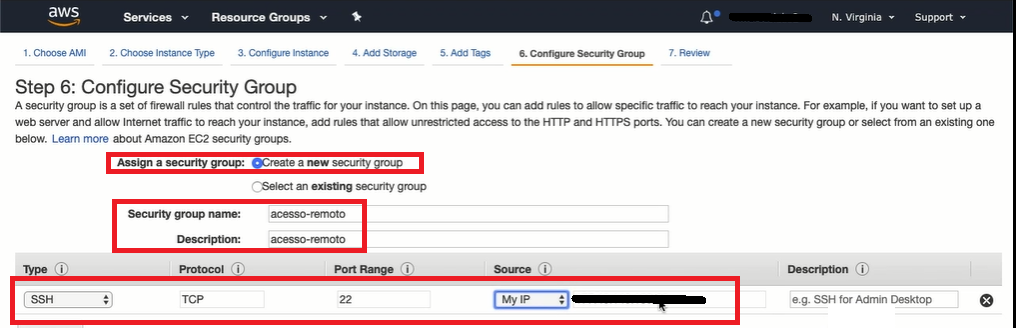 aws Services Resource Groups N. Virginia Support
1. Choose AMI 2. Choose Instance Type 3. Configure Instance 4. Add Storage 5. Add Tags 6. Configure Security Group 7. Review
Step 6: Configure Security Group
A security group is a set of firewall rules that control the traffic for your instance. On this page, you can add rules to allow specific traffic to reach your instance. For example, if you want to set up a
web server and allow Internet traffic to reach your instance, add rules that allow unrestricted access to the HTTP and HTTPS ports. You can create a new security group or select from an existing one
below. Learn more about Amazon EC2 security groups.
Assign a security group: Create a new security group
Select an existing security group
Security group name: acesso-remoto
Description: acesso-remoto
Type i Protocol i Port Range i Source i Description i
SSH TCP 22 My IP e.g. SSH for Admin Desktop